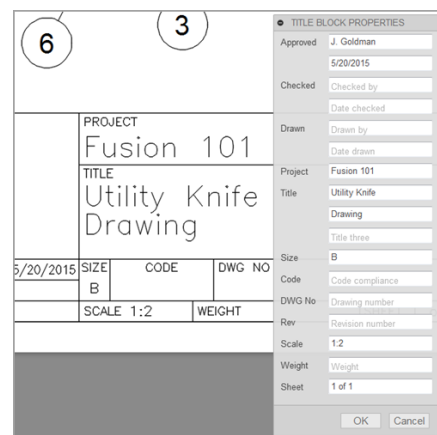 6
3
PROJECT
Fusion 101
TITLE
Utility Knife
Drawing
5/20/2015
SIZE
B
CODE
DWG NO
SCALE 1:2
WEIGHT
TITLE BLOCK PROPERTIES
Approved J. Goldman
5/20/2015
Checked Checked by
Date checked
Drawn Drawn by
Date drawn
Project Fusion 101
Title Utility Knife
Drawing
Title three
Size B
Code Code compliance
DWG No Drawing number
Rev Revision number
Scale 1:2
Weight Weight
Sheet 1 of 1
OK Cancel